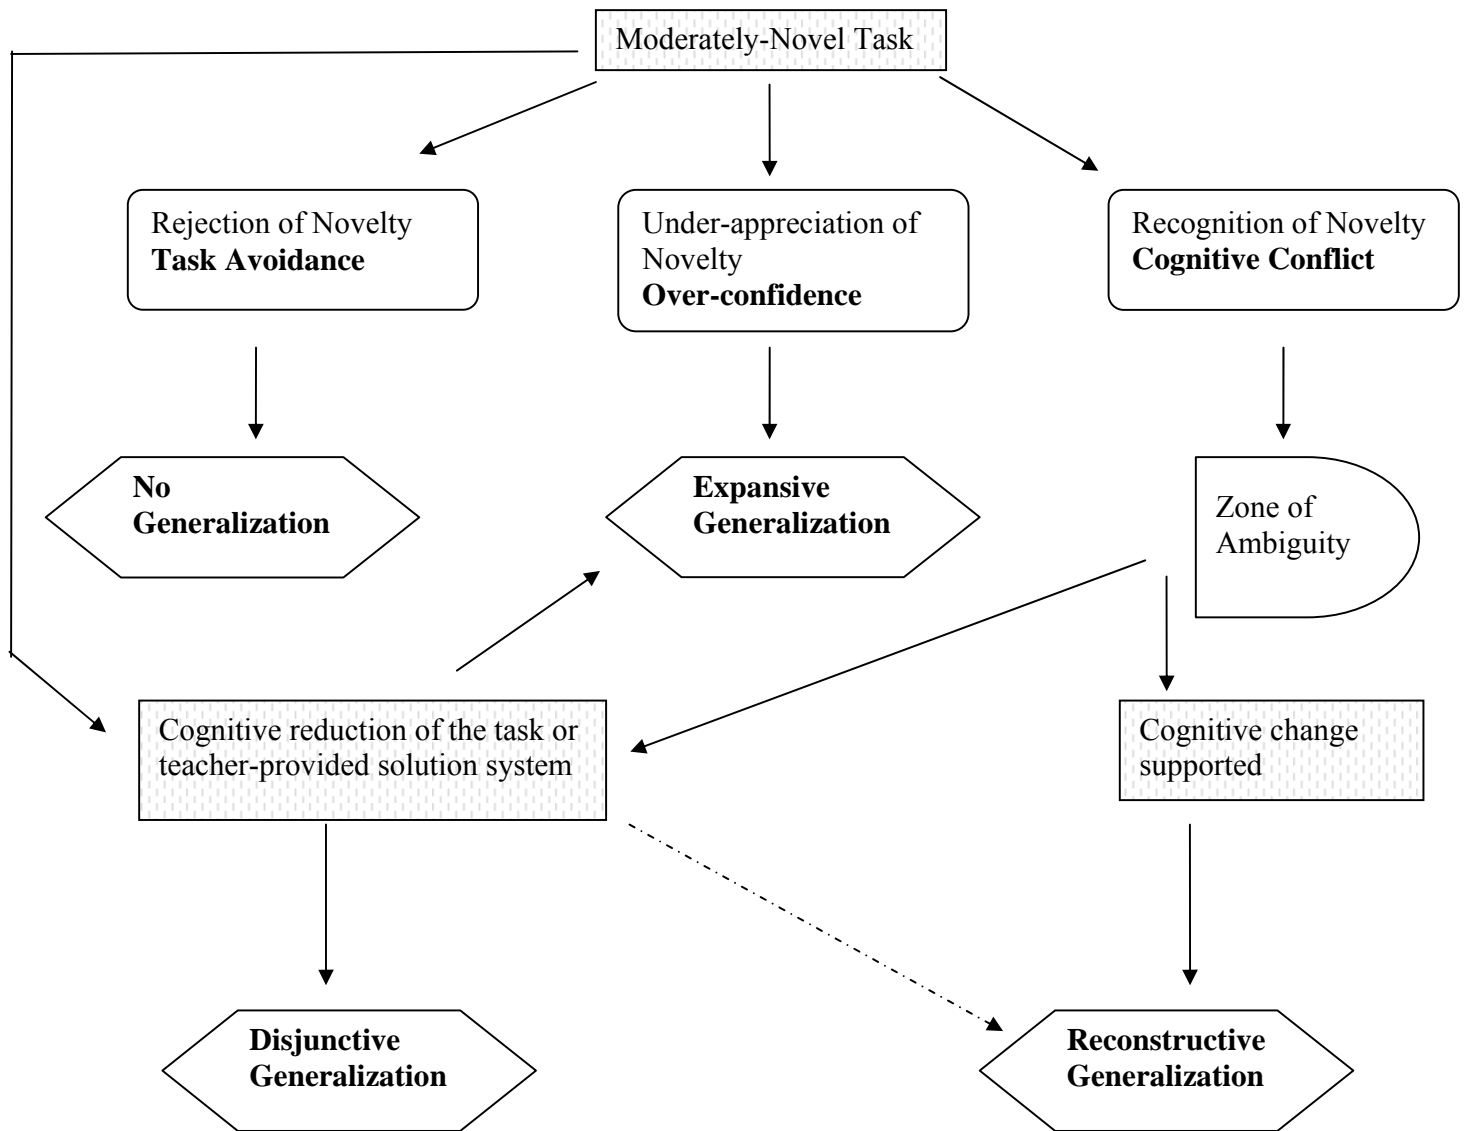 Moderately-Novel Task
Rejection of Novelty
Task Avoidance
Under-appreciation of
Novelty
Over-confidence
Recognition of Novelty
Cognitive Conflict
No
Generalization
Expansive
Generalization
Zone of
Ambiguity
Cognitive reduction of the task or
teacher-provided solution system
Cognitive change
supported
Disjunctive
Generalization
Reconstructive
Generalization